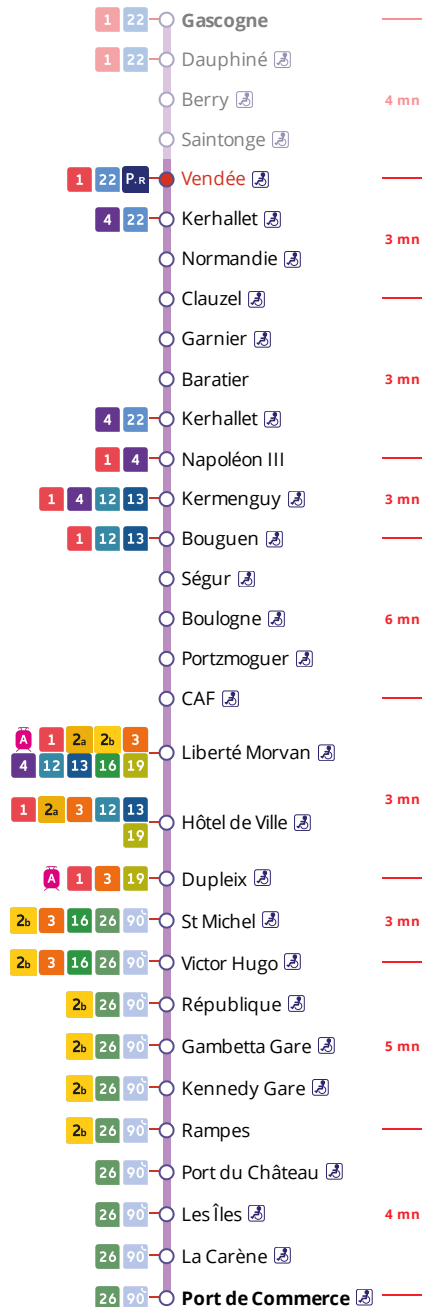 1 22 Gascogne
1 22 Dauphiné
Berry 4 mn
Saintonge
1 22 P.R Vendée
4 22 Kerhallet
3 mn
Normandie
Clauzel
Garnier
Baratier 3 mn
4 22 Kerhallet
1 4 Napoléon III
1 4 12 13 Kermenguy 3 mn
1 12 13 Bouguen
Ségur
Boulogne 6 mn
Portzmoguer
CAF
A 1 2a 2b 3
Liberté Morvan
4 12 13 16 19
3 mn
1 2a 3 12 13
Hôtel de Ville
19
A 1 3 19 Dupleix
2b 3 16 26 90 St Michel 3 mn
2b 3 16 26 90 Victor Hugo
2b 26 90 République
2b 26 90 Gambetta Gare 5 mn
2b 26 90 Kennedy Gare
2b 26 90 Rampes
26 90 Port du Château
26 90 Les Îles 4 mn
26 90 La Carène
26 90 Port de Commerce